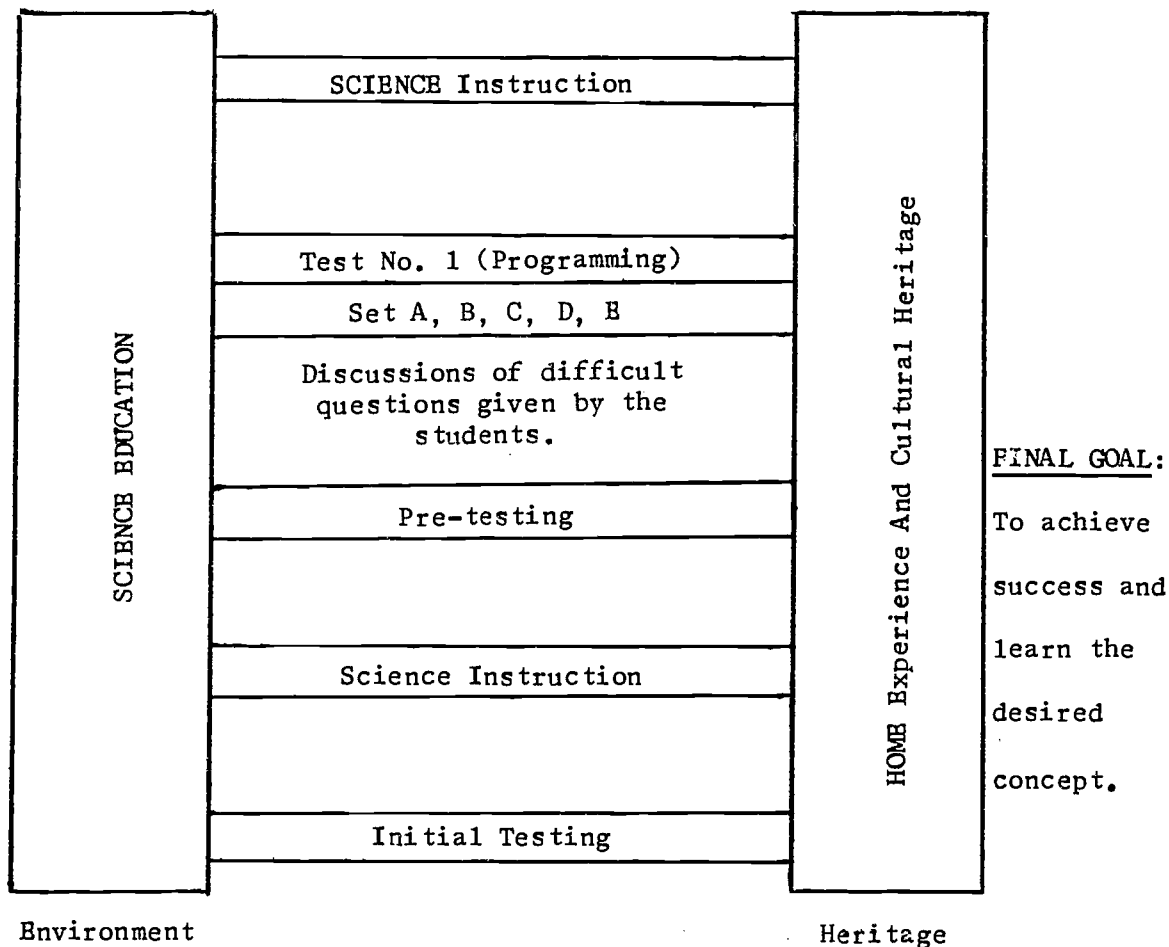 SCIENCE Instruction
Test No. 1 (Programming)
Set A, B, C, D, E
Discussions of difficult
questions given by the
students.
Pre-testing
Science Instruction
Initial Testing
SCIENCE EDUCATION
HOME Experience And Cultural Heritage
FINAL GOAL:
To achieve
success and
learn the
desired
concept.
Environment
Heritage